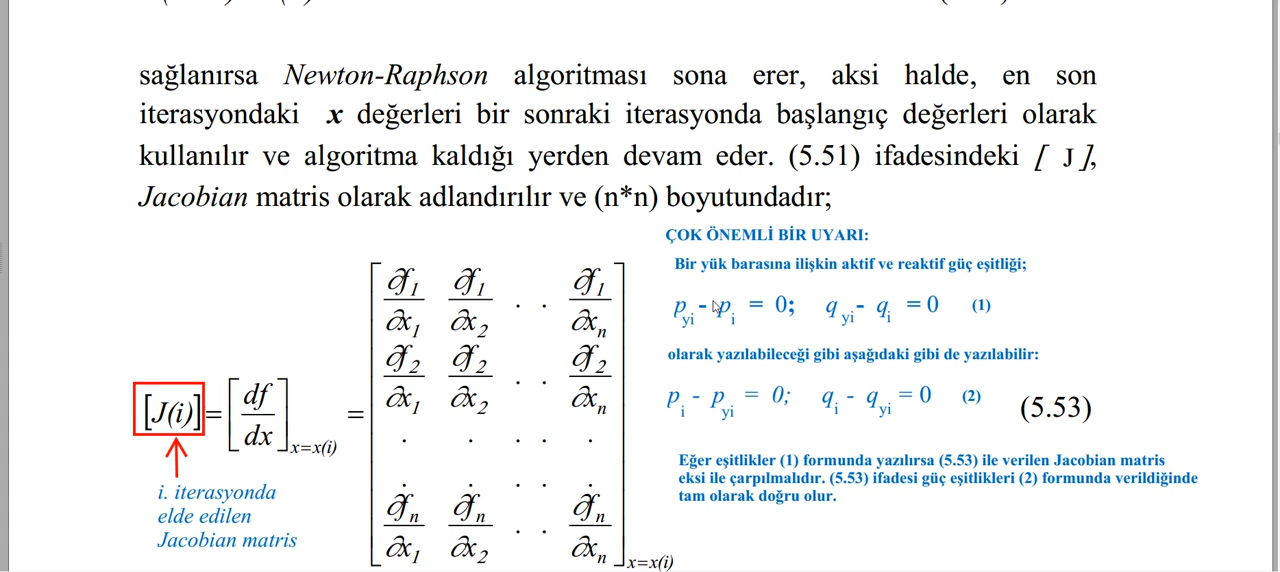 sağlanırsa Newton-Raphson algoritması sona erer, aksi halde, en son
iterasyondaki x değerleri bir sonraki iterasyonda başlangıç değerleri olarak
kullanılır ve algoritma kaldığı yerden devam eder. (5.51) ifadesindeki [ J ],
Jacobian matris olarak adlandırılır ve (n*n) boyutundadır;
[J(i)] = [df/dx]x=x(i) =
∂f1/∂x1 ∂f1/∂x2 . . ∂f1/∂xn
∂f2/∂x1 ∂f2/∂x2 . . ∂f2/∂xn
. . . . .
. . . . .
∂fn/∂x1 ∂fn/∂x2 . . ∂fn/∂xn
x=x(i)
(5.53)
i. iterasyonda
elde edilen
Jacobian matris
ÇOK ÖNEMLİ BİR UYARI:
Bir yük barasına ilişkin aktif ve reaktif güç eşitliği;
pyi - pi = 0; qyi - qi = 0 (1)
olarak yazılabileceği gibi aşağıdaki gibi de yazılabilir:
pi - pyi = 0; qi - qyi = 0 (2)
Eğer eşitlikler (1) formunda yazılırsa (5.53) ile verilen Jacobian matris
eksi ile çarpılmalıdır. (5.53) ifadesi güç eşitlikleri (2) formunda verildiğinde
tam olarak doğru olur.